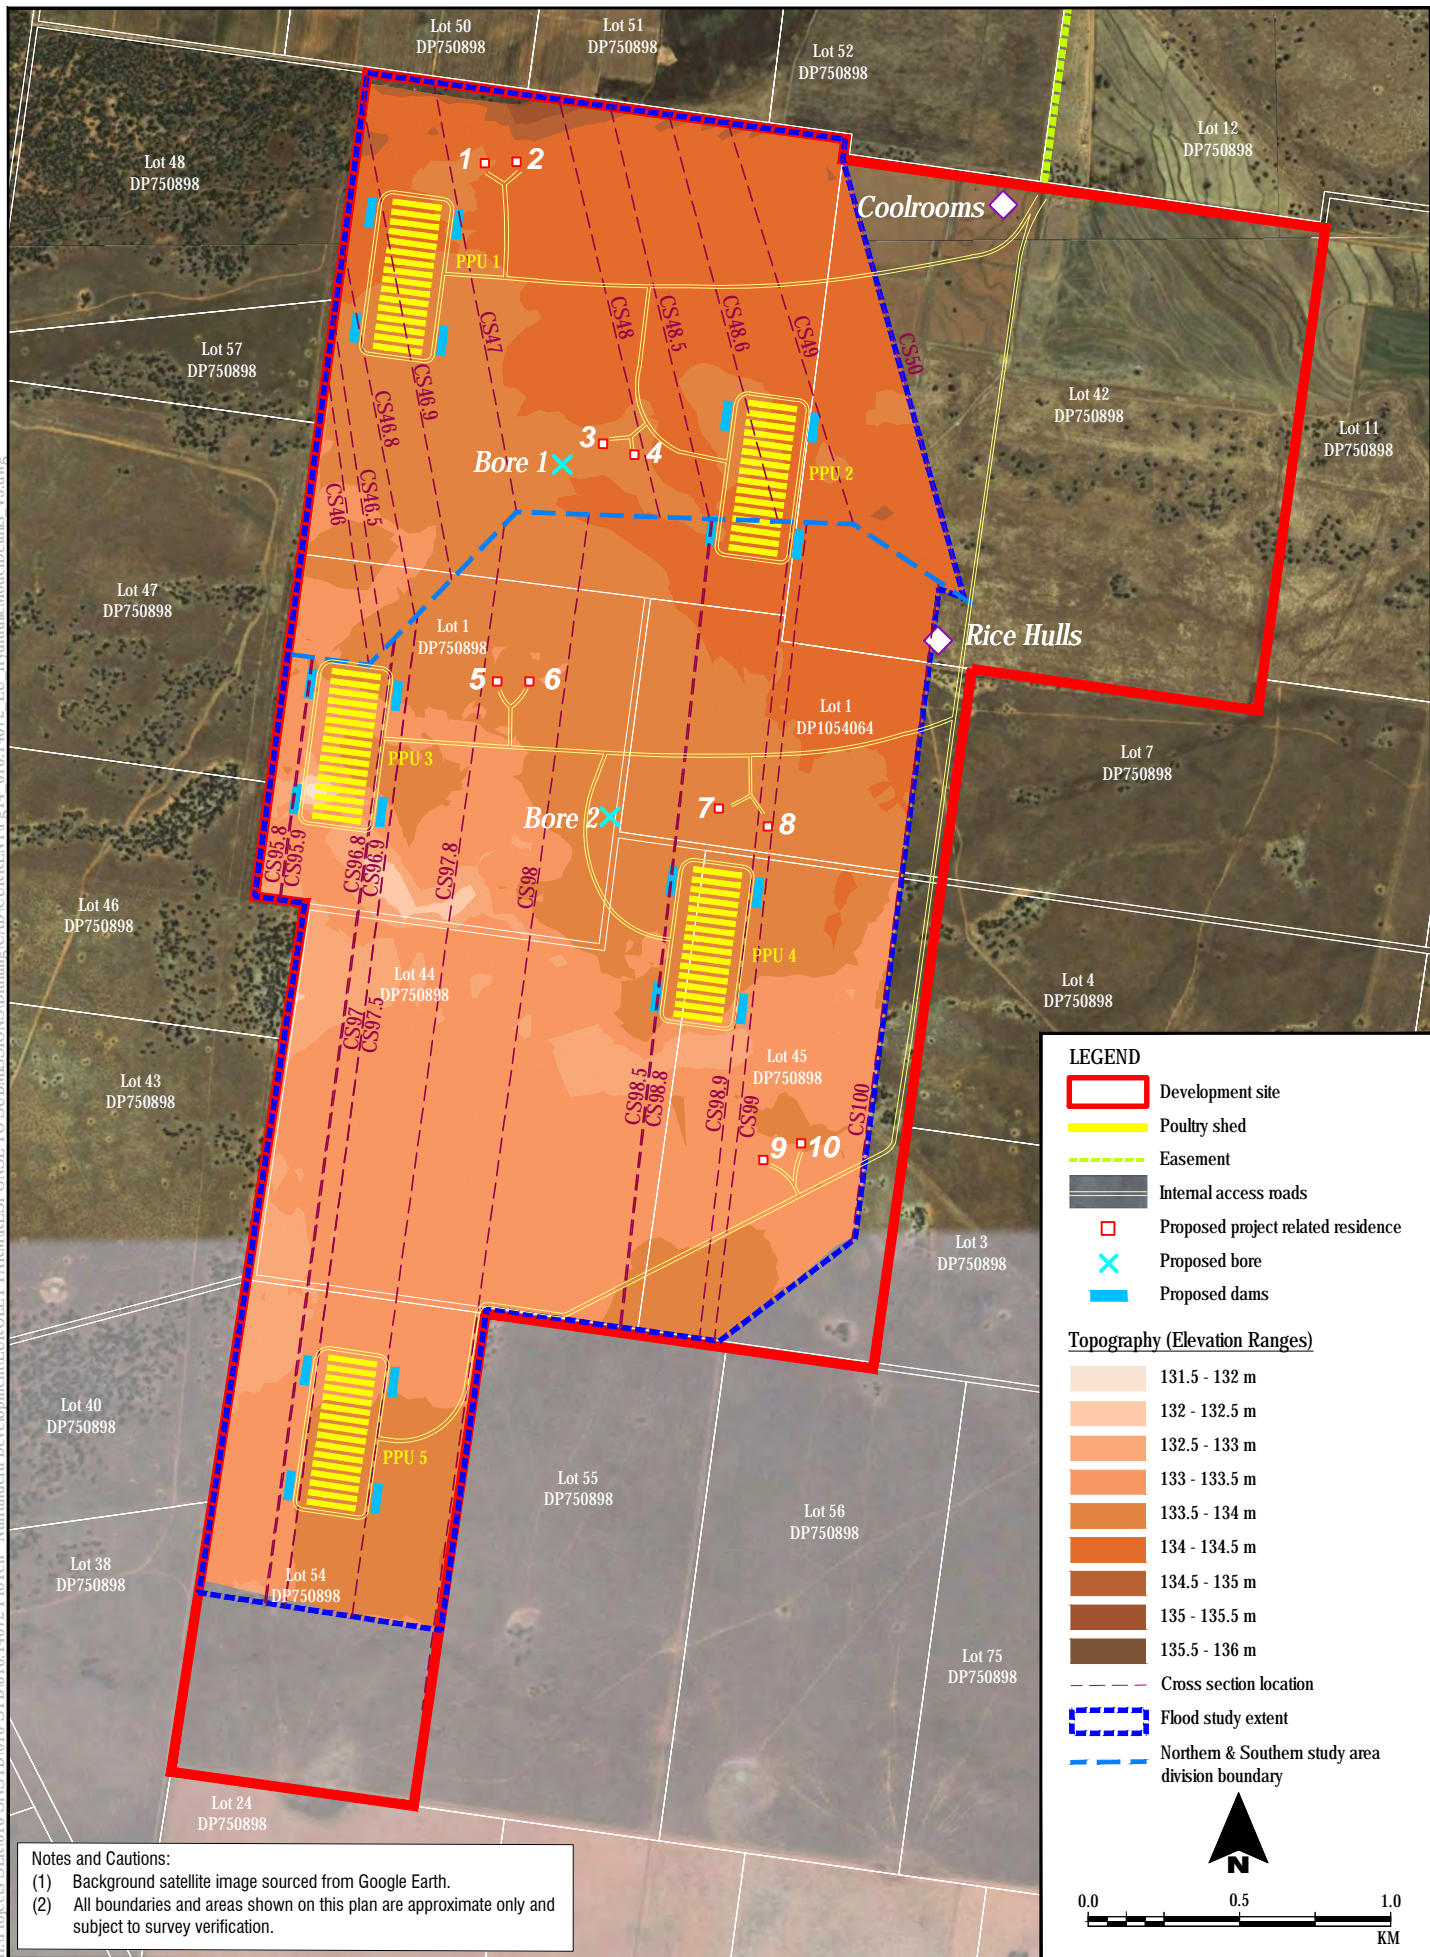 Lot 50
DP750898
Lot 51
DP750898
Lot 52
DP750898
Lot 12
DP750898
Lot 48
DP750898
1
2
Coolrooms
PPU 1
CS47
CS48
CS48.5
CS48.6
CS49
CS50
Lot 57
DP750898
CS46.9
CS46.8
Lot 42
DP750898
Lot 11
DP750898
3
4
Bore 1
PPU 2
CS46
CS46.5
Lot 47
DP750898
Lot 1
DP750898
Rice Hulls
5
6
Lot 1
DP1054064
PPU 3
Lot 7
DP750898
Bore 2
7
8
CS95.8
CS95.9
CS96.8
CS96.9
CS97.8
CS98
Lot 46
DP750898
PPU 4
Lot 44
DP750898
Lot 4
DP750898
CS97
CS97.5
Lot 45
DP750898
Lot 43
DP750898
CS98.5
CS98.8
CS98.9
CS99
CS100
9
10
Lot 3
DP750898
Lot 40
DP750898
PPU 5
Lot 55
DP750898
Lot 56
DP750898
Lot 38
DP750898
Lot 54
DP750898
Lot 75
DP750898
Lot 24
DP750898
LEGEND
Development site
Poultry shed
Easement
Internal access roads
Proposed project related residence
Proposed bore
Proposed dams
Topography (Elevation Ranges)
131.5 - 132 m
132 - 132.5 m
132.5 - 133 m
133 - 133.5 m
133.5 - 134 m
134 - 134.5 m
134.5 - 135 m
135 - 135.5 m
135.5 - 136 m
Cross section location
Flood study extent
Northern & Southern study area
division boundary
N
0.0 0.5 1.0
KM
Notes and Cautions:
(1) Background satellite image sourced from Google Earth.
(2) All boundaries and areas shown on this plan are approximate only and
subject to survey verification.